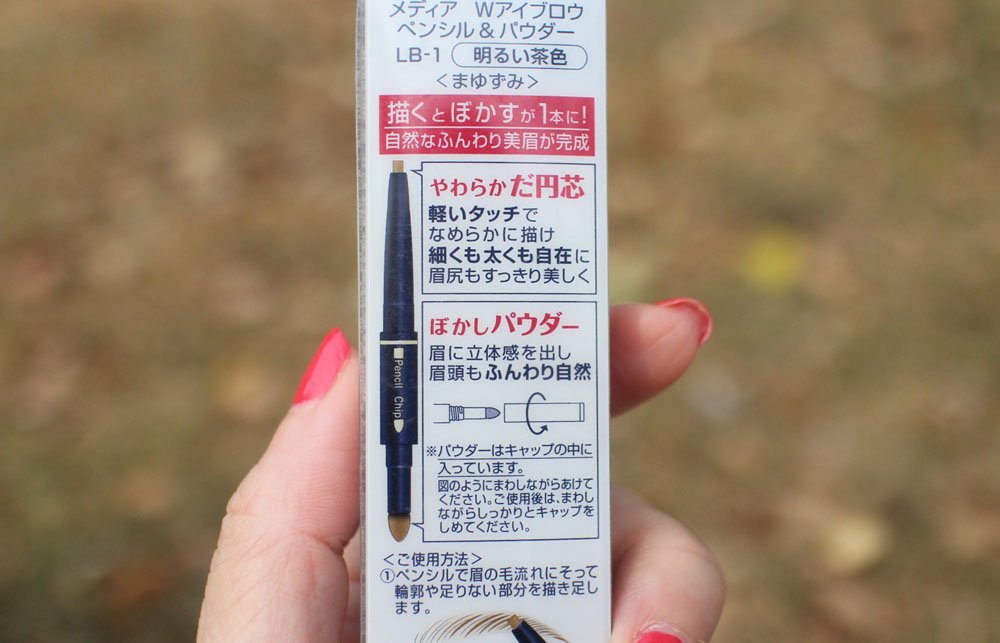 メディア Wアイブロウ
ペンシル＆パウダー
LB-1 明るい茶色
＜まゆずみ＞
描くとぼかすが1本に!
自然なふんわり美眉が完成
やわらかだ円芯
軽いタッチで
なめらかに描け
細くも太くも自在に
眉尻もすっきり美しく
ぼかしパウダー
眉に立体感を出し
眉頭もふんわり自然
Pencil Chip
※パウダーはキャップの中に
入っています。
図のようにまわしながらあけて
ください。ご使用後は、まわし
ながらしっかりとキャップを
しめてください。
＜ご使用方法＞
①ペンシルで眉の毛流れにそって
輪郭や足りない部分を描き足し
ます。